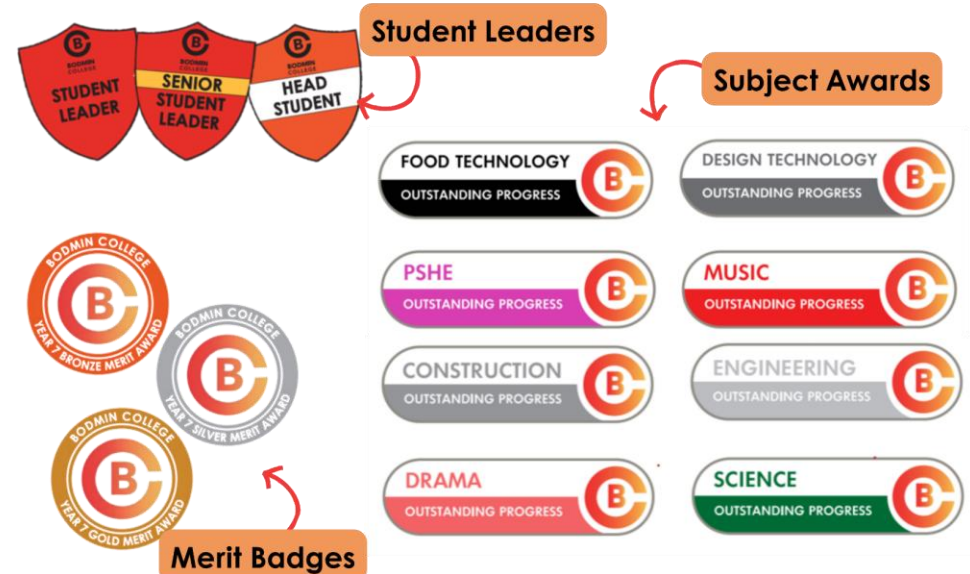 Student Leaders
Subject Awards
BODMIN
COLLEGE
STUDENT
LEADER
BODMIN
COLLEGE
SENIOR
STUDENT
LEADER
BODMIN
COLLEGE
HEAD
STUDENT
FOOD TECHNOLOGY
OUTSTANDING PROGRESS
B
DESIGN TECHNOLOGY
OUTSTANDING PROGRESS
B
PSHE
OUTSTANDING PROGRESS
B
MUSIC
OUTSTANDING PROGRESS
B
CONSTRUCTION
OUTSTANDING PROGRESS
B
ENGINEERING
OUTSTANDING PROGRESS
B
DRAMA
OUTSTANDING PROGRESS
B
SCIENCE
OUTSTANDING PROGRESS
B
BODMIN COLLEGE
B
YEAR 7 BRONZE MERIT AWARD
BODMIN COLLEGE
B
YEAR 7 SILVER MERIT AWARD
BODMIN COLLEGE
B
YEAR 7 GOLD MERIT AWARD
Merit Badges